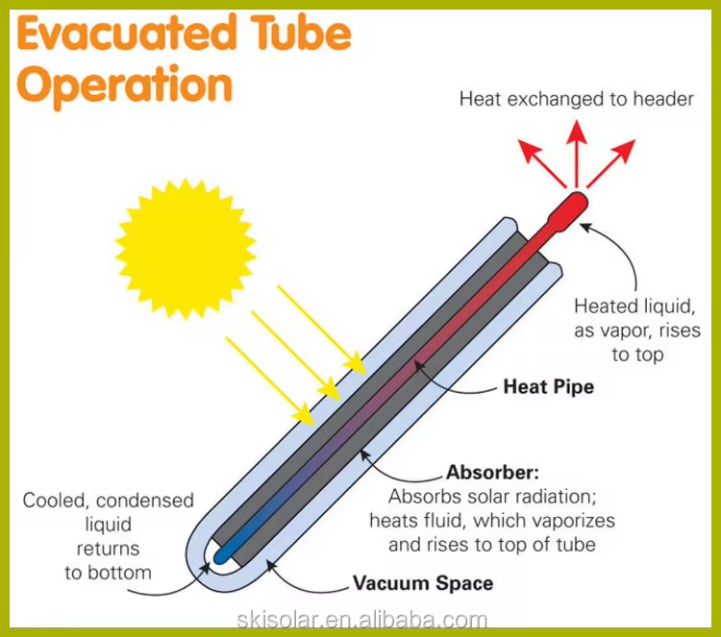 Evacuated Tube
Operation
Heat exchanged to header
Heated liquid,
as vapor, rises
to top
Heat Pipe
Absorber:
Absorbs solar radiation;
heats fluid, which vaporizes
and rises to top of tube
Cooled, condensed
liquid
returns
to bottom
Vacuum Space
skisolar.en.alibaba.com